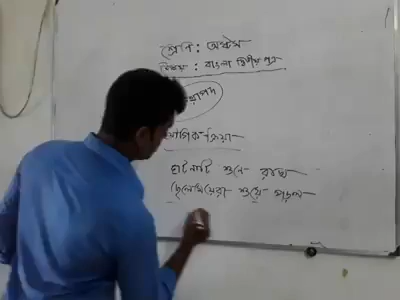 শ্রেণি : অষ্টম
বিষয় : বাংলা দ্বিতীয় পত্র
যৌগিক ক্রিয়া
ঘটনাটি শুনে রাখ
ছেলেমেয়েরা শুয়ে পড়ল